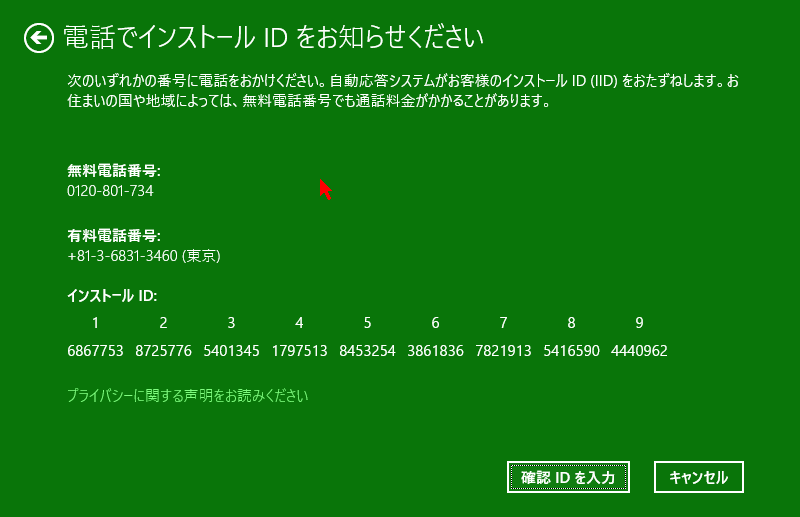 電話でインストール ID をお知らせください
次のいずれかの番号に電話をおかけください。自動応答システムがお客様のインストール ID (IID) をおたずねします。お
住まいの国や地域によっては、無料電話番号でも通話料金がかかることがあります。
無料電話番号:
0120-801-734
有料電話番号:
+81-3-6831-3460 (東京)
インストール ID:
1 2 3 4 5 6 7 8 9
6867753 8725776 5401345 1797513 8453254 3861836 7821913 5416590 4440962
プライバシーに関する声明をお読みください
確認 ID を入力 キャンセル